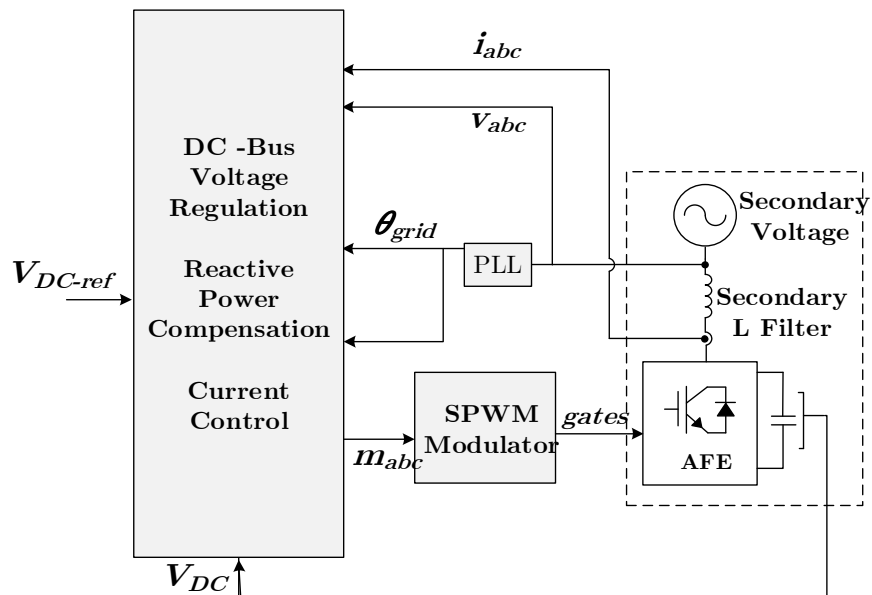 i_abc
v_abc
DC -Bus
Voltage
Regulation
Reactive
Power
Compensation
Current
Control
V_DC-ref
θ_grid
PLL
Secondary
Voltage
Secondary
L Filter
m_abc
SPWM
Modulator
gates
AFE
V_DC